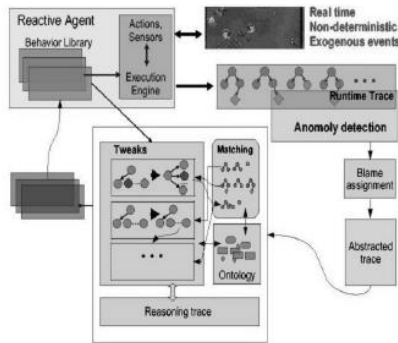 Reactive Agent
Behavior Library
Actions,
Sensors
Execution
Engine
Real time
Non-deterministic
Exogenous events
Runtime Trace
Anomoly detection
Blame
assignment
Abstracted
trace
Tweaks
Matching
Ontology
Reasoning trace